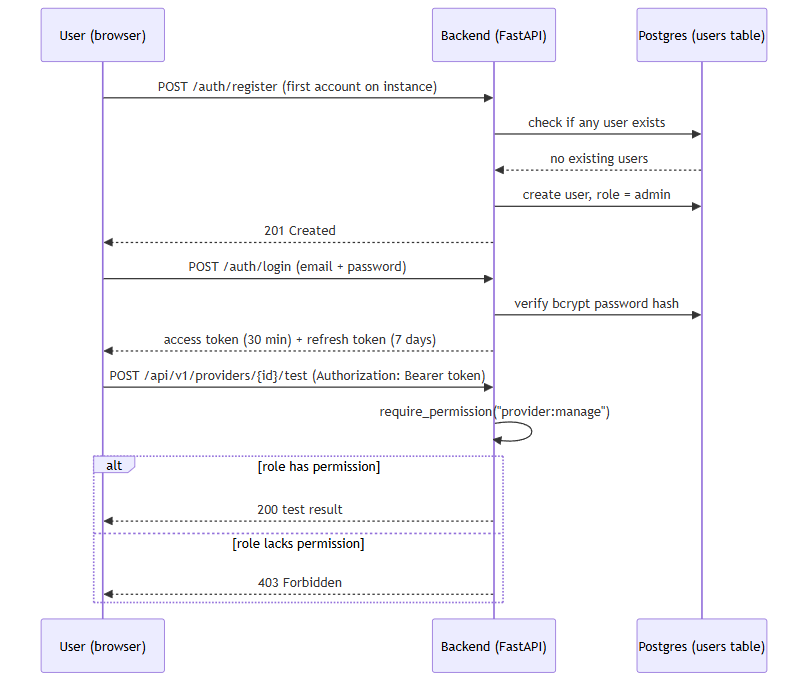 User (browser)
Backend (FastAPI)
Postgres (users table)
POST /auth/register (first account on instance)
check if any user exists
no existing users
create user, role = admin
201 Created
POST /auth/login (email + password)
verify bcrypt password hash
access token (30 min) + refresh token (7 days)
POST /api/v1/providers/{id}/test (Authorization: Bearer token)
require_permission("provider:manage")
alt
[role has permission]
200 test result
[role lacks permission]
403 Forbidden
User (browser)
Backend (FastAPI)
Postgres (users table)